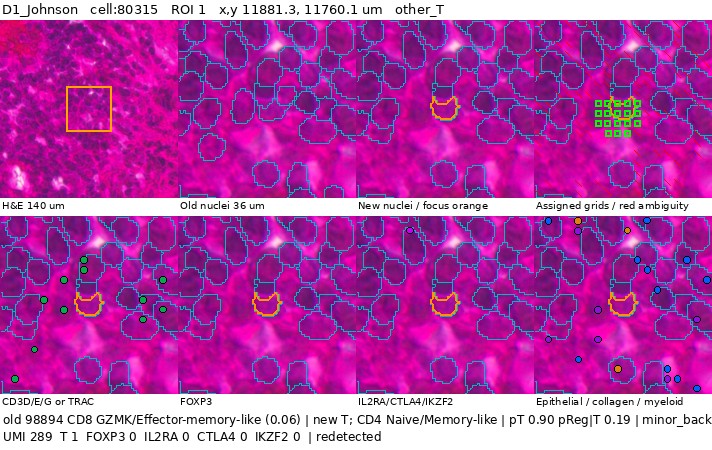 D1_Johnson   cell:80315   ROI 1   x,y 11881.3, 11760.1 um   other_T
H&E 140 um
Old nuclei 36 um
New nuclei / focus orange
Assigned grids / red ambiguity
CD3D/E/G or TRAC
FOXP3
IL2RA/CTLA4/IKZF2
Epithelial / collagen / myeloid
old 98894 CD8 GZMK/Effector-memory-like (0.06) | new T; CD4 Naive/Memory-like | pT 0.90 pReg|T 0.19 | minor_back
UMI 289  T 1  FOXP3 0  IL2RA 0  CTLA4 0  IKZF2 0  | redetected